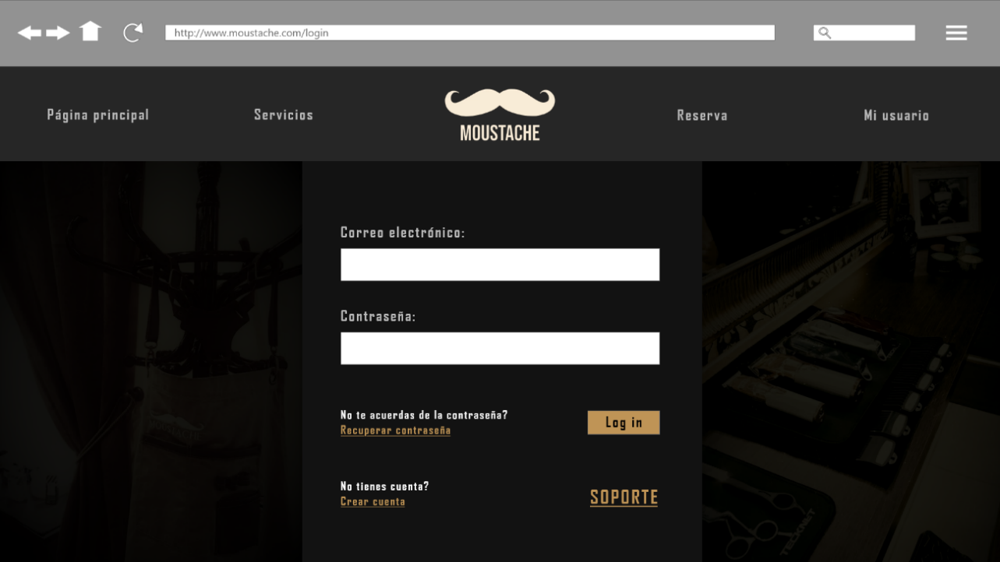 http://www.moustache.com/login
Página principal
Servicios
MOUSTACHE
Reserva
Mi usuario
Correo electrónico:
Contraseña:
No te acuerdas de la contraseña?
Recuperar contraseña
Log in
No tienes cuenta?
Crear cuenta
SOPORTE